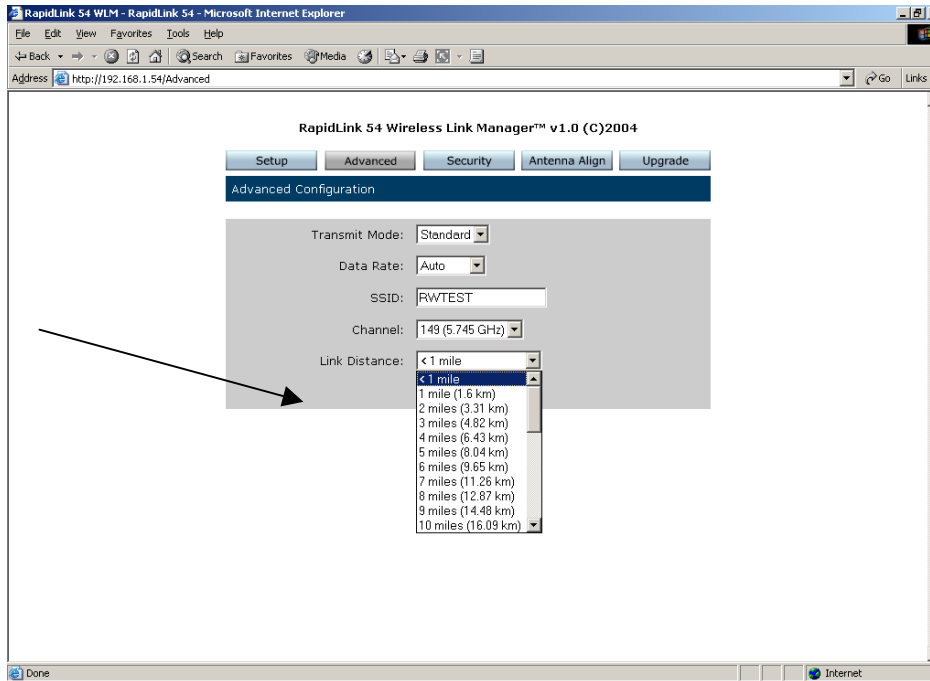 RapidLink 54 WLM - RapidLink 54 - Microsoft Internet Explorer
File Edit View Favorites Tools Help
Back Search Favorites Media
Address http://192.168.1.54/Advanced Go Links
RapidLink 54 Wireless Link Manager™ v1.0 (C)2004
Setup Advanced Security Antenna Align Upgrade
Advanced Configuration
Transmit Mode: Standard
Data Rate: Auto
SSID: RWTEST
Channel: 149 (5.745 GHz)
Link Distance: < 1 mile
< 1 mile
1 mile (1.6 km)
2 miles (3.31 km)
3 miles (4.82 km)
4 miles (6.43 km)
5 miles (8.04 km)
6 miles (9.65 km)
7 miles (11.26 km)
8 miles (12.87 km)
9 miles (14.48 km)
10 miles (16.09 km)
Done Internet